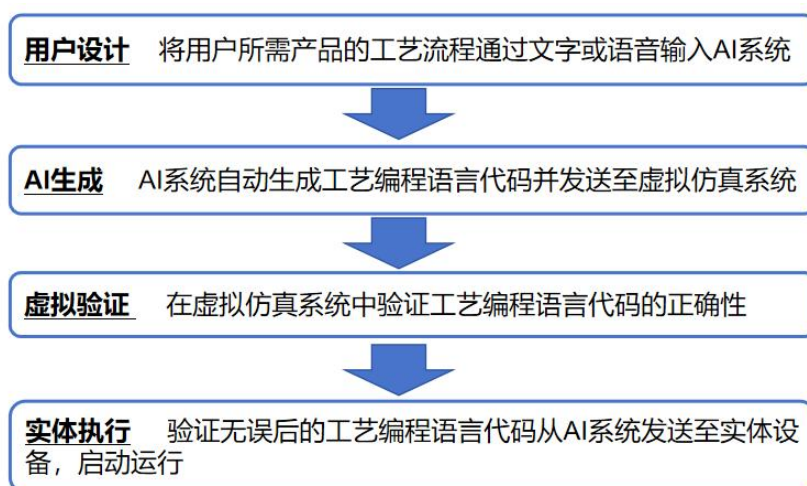 用户设计 将用户所需产品的工艺流程通过文字或语音输入AI系统
AI生成 AI系统自动生成工艺编程语言代码并发送至虚拟仿真系统
虚拟验证 在虚拟仿真系统中验证工艺编程语言代码的正确性
实体执行 验证无误后的工艺编程语言代码从AI系统发送至实体设
备，启动运行